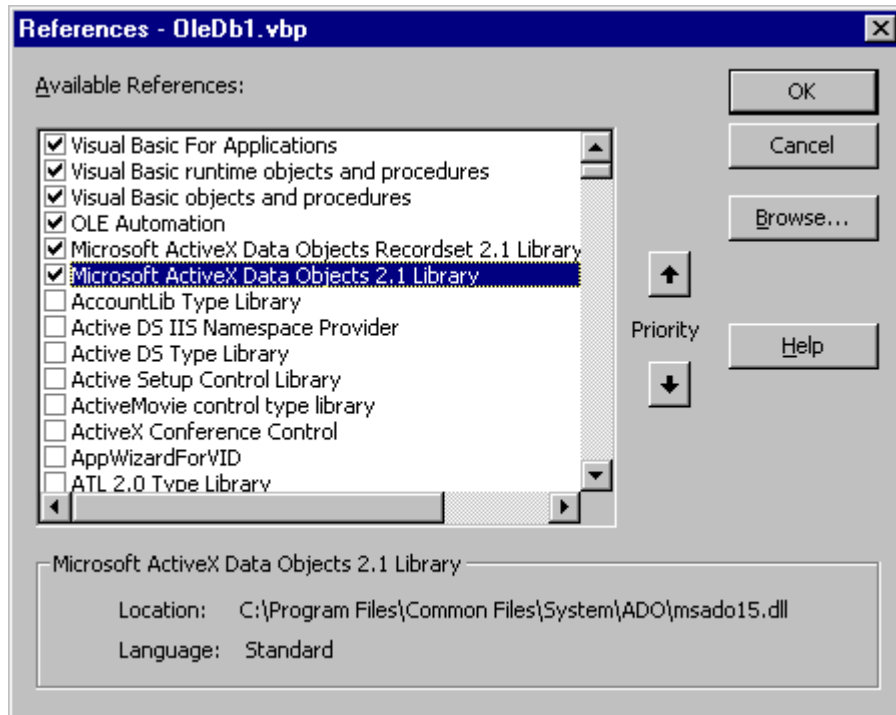 References - OleDb1.vbp
Available References:
Visual Basic For Applications
Visual Basic runtime objects and procedures
Visual Basic objects and procedures
OLE Automation
Microsoft ActiveX Data Objects Recordset 2.1 Library
Microsoft ActiveX Data Objects 2.1 Library
AccountLib Type Library
Active DS IIS Namespace Provider
Active DS Type Library
Active Setup Control Library
ActiveMovie control type library
ActiveX Conference Control
AppWizardForVID
ATL 2.0 Type Library
OK
Cancel
Browse...
Priority
Help
Microsoft ActiveX Data Objects 2.1 Library
Location: C:\Program Files\Common Files\System\ADO\msado15.dll
Language: Standard